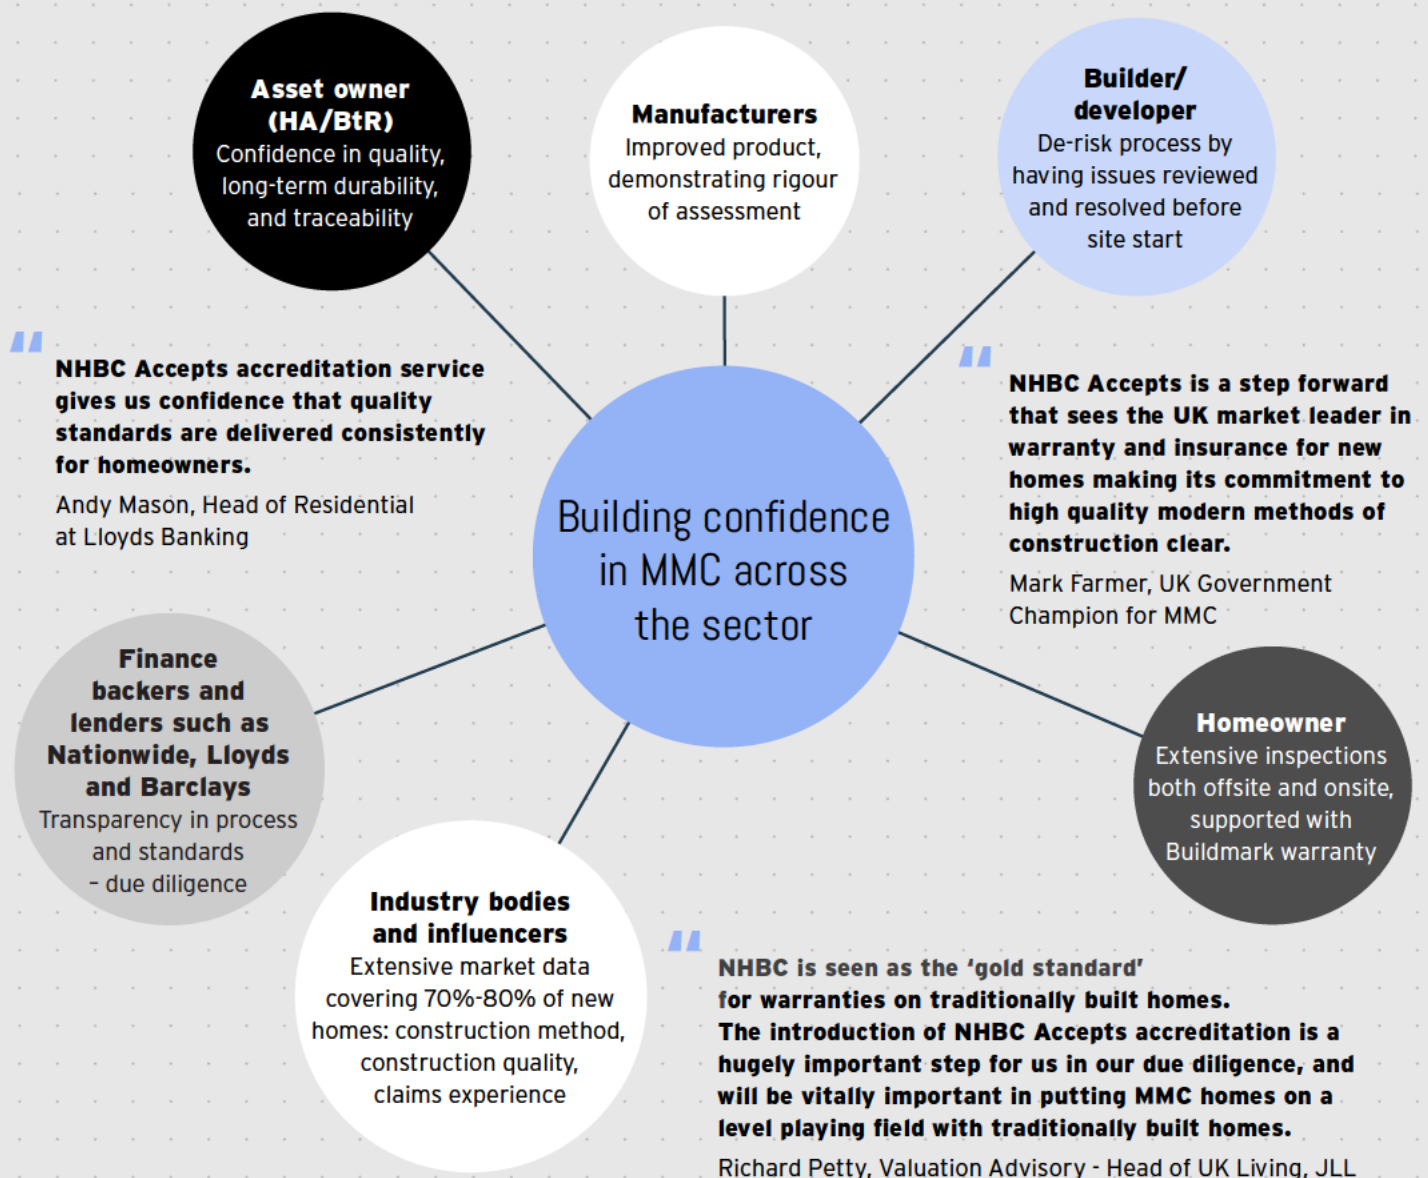 Asset owner
(HA/BtR)
Confidence in quality,
long-term durability,
and traceability
Manufacturers
Improved product,
demonstrating rigour
of assessment
Builder/
developer
De-risk process by
having issues reviewed
and resolved before
site start
“
NHBC Accepts accreditation service
gives us confidence that quality
standards are delivered consistently
for homeowners.
Andy Mason, Head of Residential
at Lloyds Banking
Building confidence
in MMC across
the sector
“
NHBC Accepts is a step forward
that sees the UK market leader in
warranty and insurance for new
homes making its commitment to
high quality modern methods of
construction clear.
Mark Farmer, UK Government
Champion for MMC
Finance
backers and
lenders such as
Nationwide, Lloyds
and Barclays
Transparency in process
and standards
– due diligence
Homeowner
Extensive inspections
both offsite and onsite,
supported with
Buildmark warranty
Industry bodies
and influencers
Extensive market data
covering 70%-80% of new
homes: construction method,
construction quality,
claims experience
“
NHBC is seen as the ‘gold standard’
for warranties on traditionally built homes.
The introduction of NHBC Accepts accreditation is a
hugely important step for us in our due diligence, and
will be vitally important in putting MMC homes on a
level playing field with traditionally built homes.
Richard Petty, Valuation Advisory - Head of UK Living, JLL